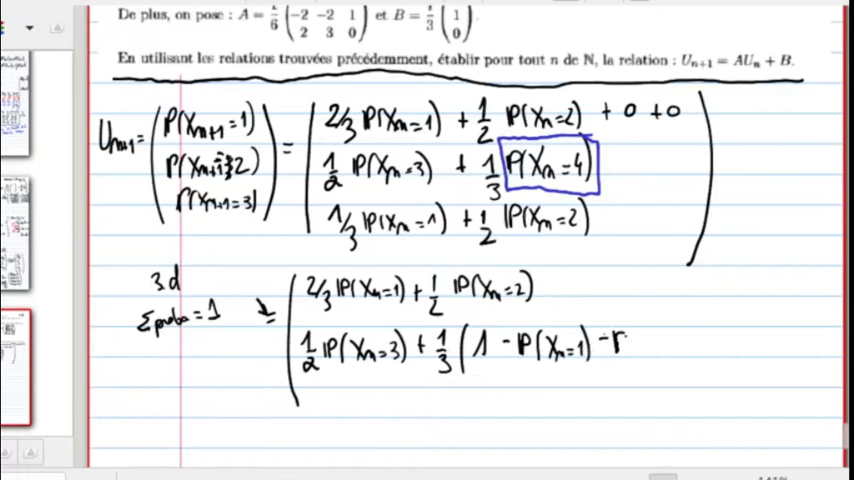 De plus, on pose : A = 1/6 ( -2 -2 1 ; 2 3 0 ) et B = 1/3 ( 1 ; 0 ).
En utilisant les relations trouvées précédemment, établir pour tout n de ℕ, la relation : Uₙ₊₁ = AUₙ + B.
Uₙ₊₁ = ( P(Xₙ₊₁ = 1) = ( 2/3 P(Xₙ=1) + 1/2 P(Xₙ=2) + 0 + 0 )
P(Xₙ₊₁=2) 1/2 P(Xₙ=3) + 1/3 P(Xₙ=4)
P(Xₙ₊₁=3) 1/3 P(Xₙ=1) + 1/2 P(Xₙ=2)
3d ( 2/3 P(Xₙ=1) + 1/2 P(Xₙ=2)
Σ proba = 1 =
1/2 P(Xₙ=3) + 1/3 ( 1 - P(Xₙ=1) -